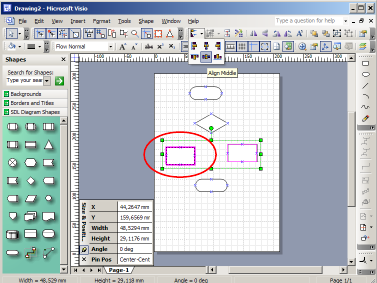 Drawing2 - Microsoft Visio
File Edit View Insert Format Tools Shape Window Help
Type a question for help
Row Normal
Shapes
Search for Shapes:
Type your sear
Backgrounds
Borders and Titles
SDL Diagram Shapes
Align Middle
X 44,2647 mm
Y 159,6569 mm
Width 48,5294 mm
Height 29,1176 mm
Angle 0 deg
Pin Pos Center-Cent
Page-1
Width = 48,529 mm Height = 29,118 mm Angle = 0 deg Page 1/1